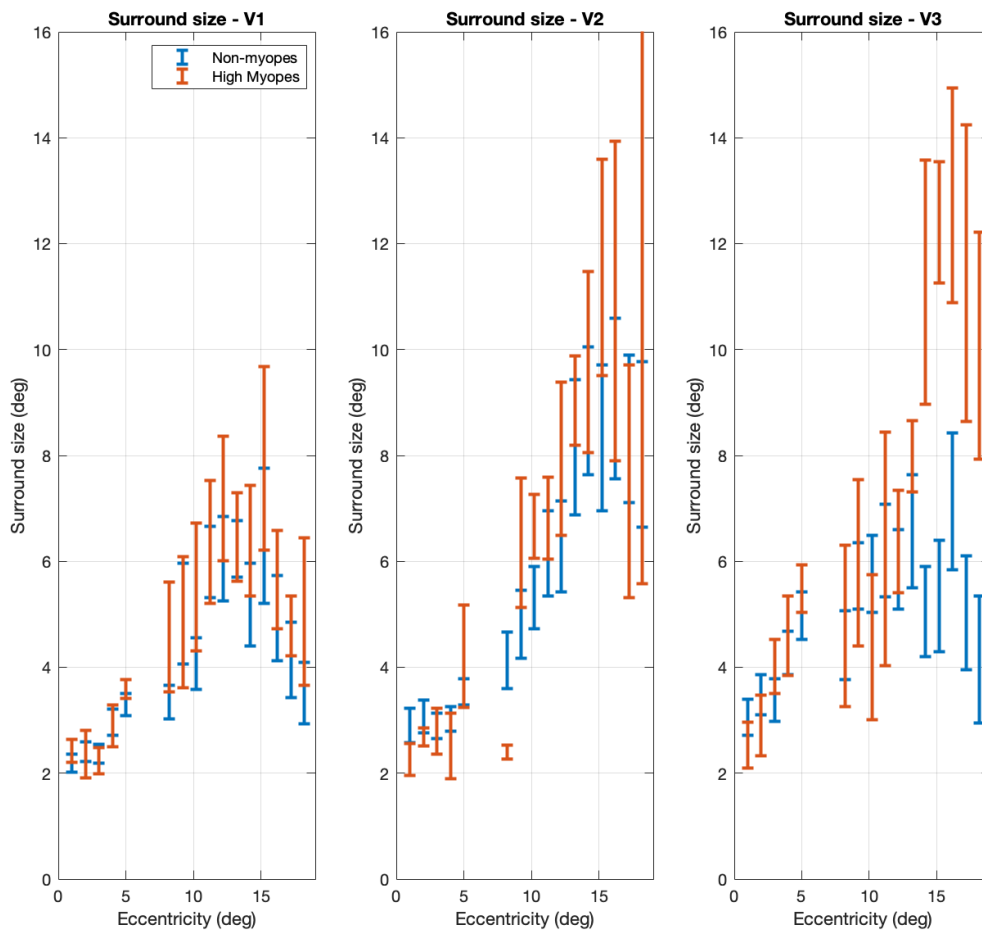 Surround size - V1
Surround size - V2
Surround size - V3
Non-myopes
High Myopes
16
14
12
10
8
6
4
2
0
Surround size (deg)
0 5 10 15
Eccentricity (deg)
16
14
12
10
8
6
4
2
0
Surround size (deg)
0 5 10 15
Eccentricity (deg)
16
14
12
10
8
6
4
2
0
Surround size (deg)
0 5 10 15
Eccentricity (deg)